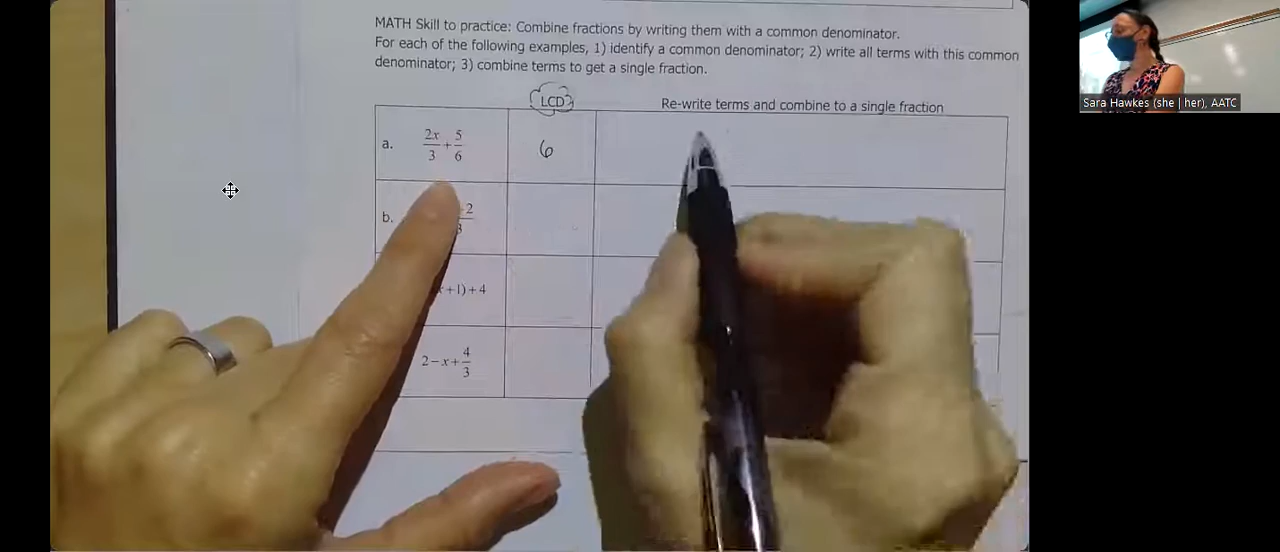 MATH Skill to practice: Combine fractions by writing them with a common denominator.
For each of the following examples, 1) identify a common denominator; 2) write all terms with this common
denominator; 3) combine terms to get a single fraction.
LCD Re-write terms and combine to a single fraction
a. 2x/3 + 5/6 6
b. 2/3
+1)+4
2−x+4/3
Sara Hawkes (she | her), AATC